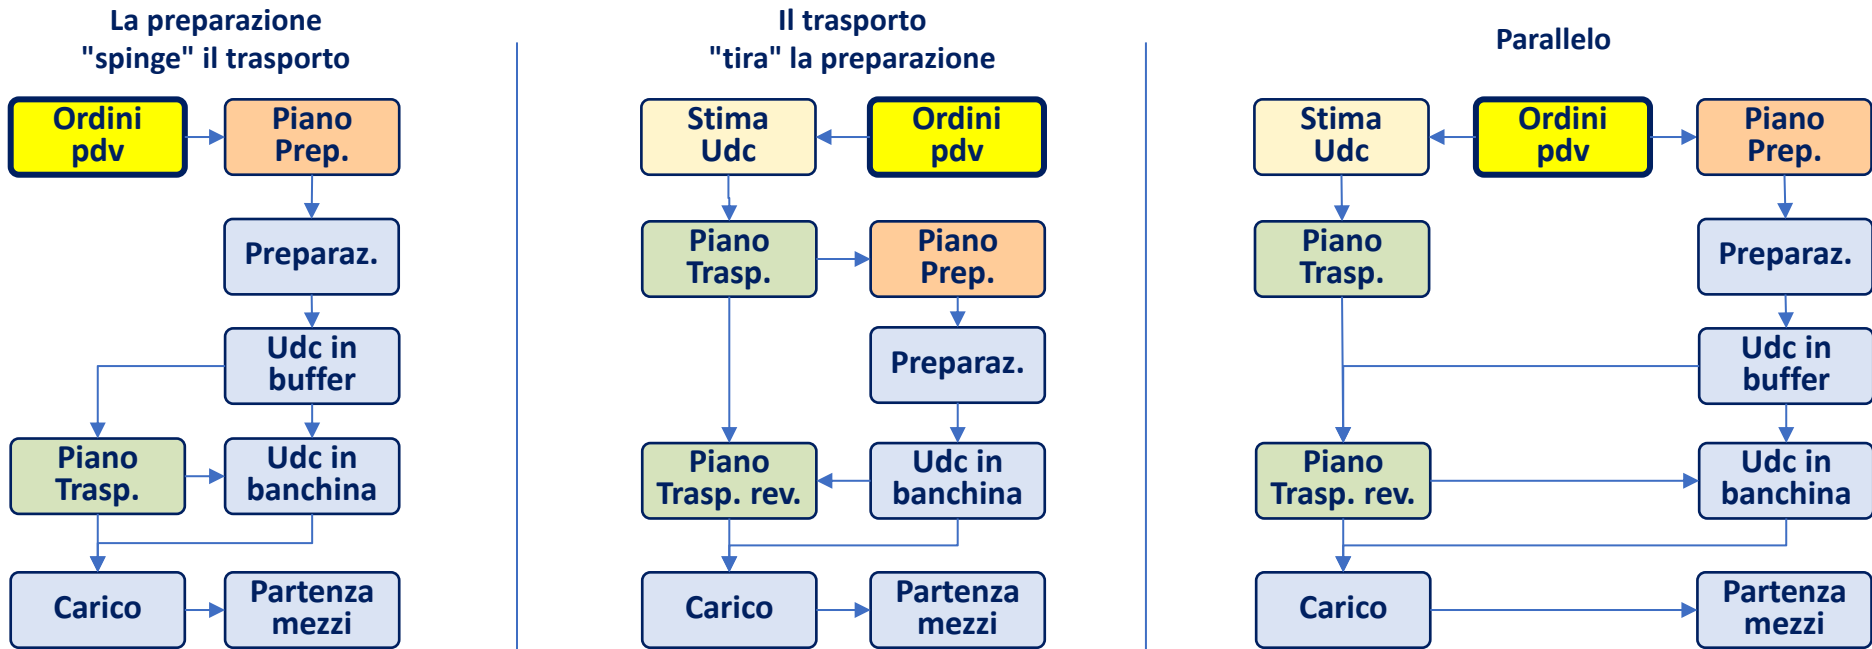 La preparazione
"spinge" il trasporto
Ordini
pdv
Piano
Prep.
Preparaz.
Udc in
buffer
Piano
Trasp.
Udc in
banchina
Carico
Partenza
mezzi
Il trasporto
"tira" la preparazione
Stima
Udc
Ordini
pdv
Piano
Trasp.
Piano
Prep.
Preparaz.
Piano
Trasp. rev.
Udc in
banchina
Carico
Partenza
mezzi
Parallelo
Stima
Udc
Ordini
pdv
Piano
Prep.
Piano
Trasp.
Preparaz.
Udc in
buffer
Piano
Trasp. rev.
Udc in
banchina
Carico
Partenza
mezzi